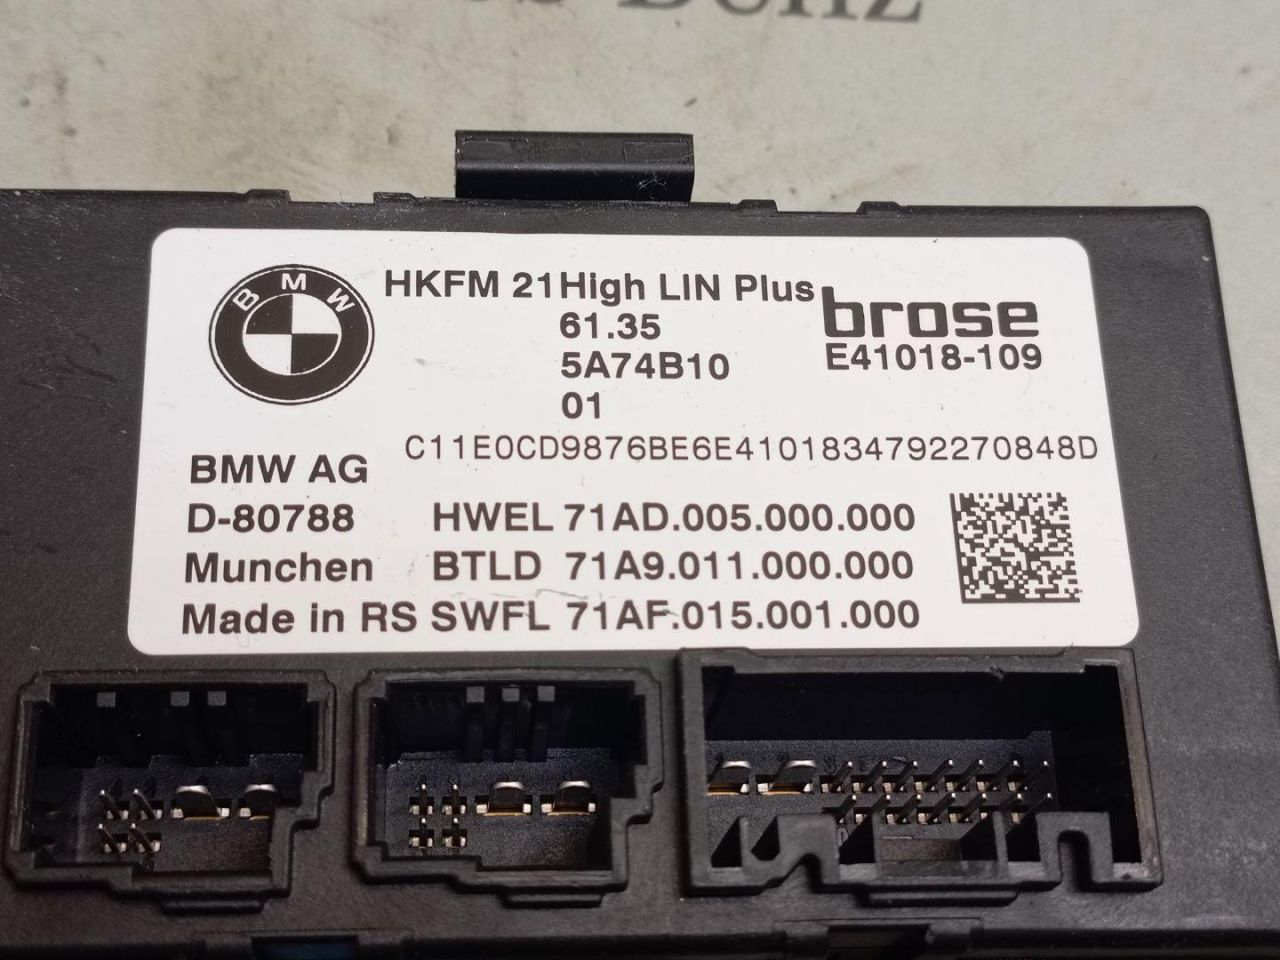 BMW
HKFM 21High LIN Plus
brose
61.35
E41018-109
5A74B10
01
C11E0CD9876BE6E4101834792270848D
BMW AG
D-80788
HWEL 71AD.005.000.000
Munchen
BTLD 71A9.011.000.000
Made in RS SWFL 71AF.015.001.000